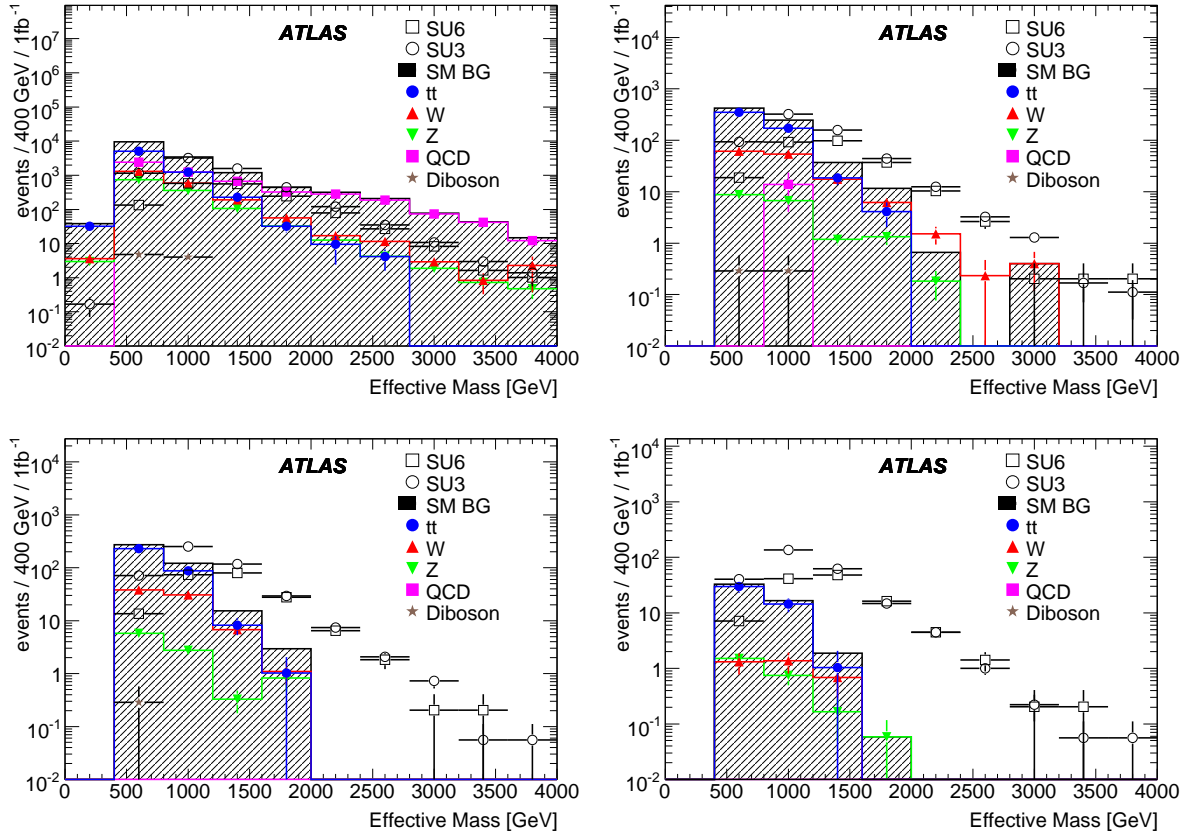 events / 400 GeV / 1fb⁻¹
10⁷
10⁶
10⁵
10⁴
10³
10²
10
1
10⁻¹
10⁻²
ATLAS
SU6
SU3
SM BG
tt
W
Z
QCD
Diboson
0 500 1000 1500 2000 2500 3000 3500 4000
Effective Mass [GeV]
events / 400 GeV / 1fb⁻¹
10⁴
10³
10²
10
1
10⁻¹
10⁻²
ATLAS
SU6
SU3
SM BG
tt
W
Z
QCD
Diboson
0 500 1000 1500 2000 2500 3000 3500 4000
Effective Mass [GeV]
events / 400 GeV / 1fb⁻¹
10⁴
10³
10²
10
1
10⁻¹
10⁻²
ATLAS
SU6
SU3
SM BG
tt
W
Z
QCD
Diboson
0 500 1000 1500 2000 2500 3000 3500 4000
Effective Mass [GeV]
events / 400 GeV / 1fb⁻¹
10⁴
10³
10²
10
1
10⁻¹
10⁻²
ATLAS
SU6
SU3
SM BG
tt
W
Z
QCD
Diboson
0 500 1000 1500 2000 2500 3000 3500 4000
Effective Mass [GeV]